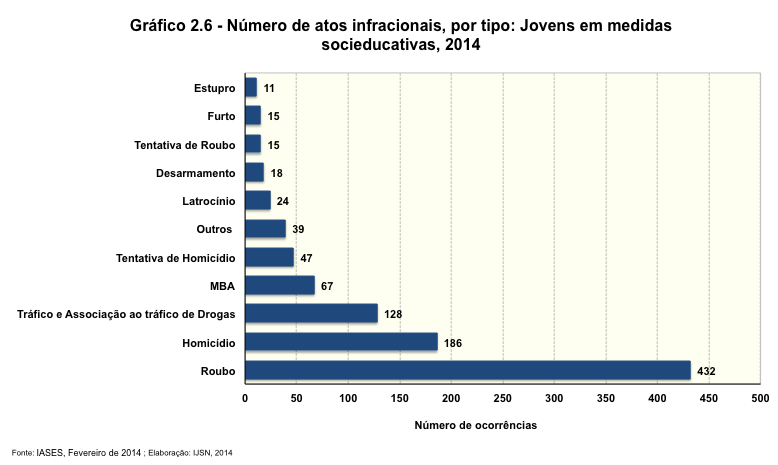 Gráfico 2.6 - Número de atos infracionais, por tipo: Jovens em medidas
socieducativas, 2014
Estupro 11
Furto 15
Tentativa de Roubo 15
Desarmamento 18
Latrocínio 24
Outros 39
Tentativa de Homicídio 47
MBA 67
Tráfico e Associação ao tráfico de Drogas 128
Homicídio 186
Roubo 432
0 50 100 150 200 250 300 350 400 450 500
Número de ocorrências
Fonte: IASES, Fevereiro de 2014 ; Elaboração: IJSN, 2014